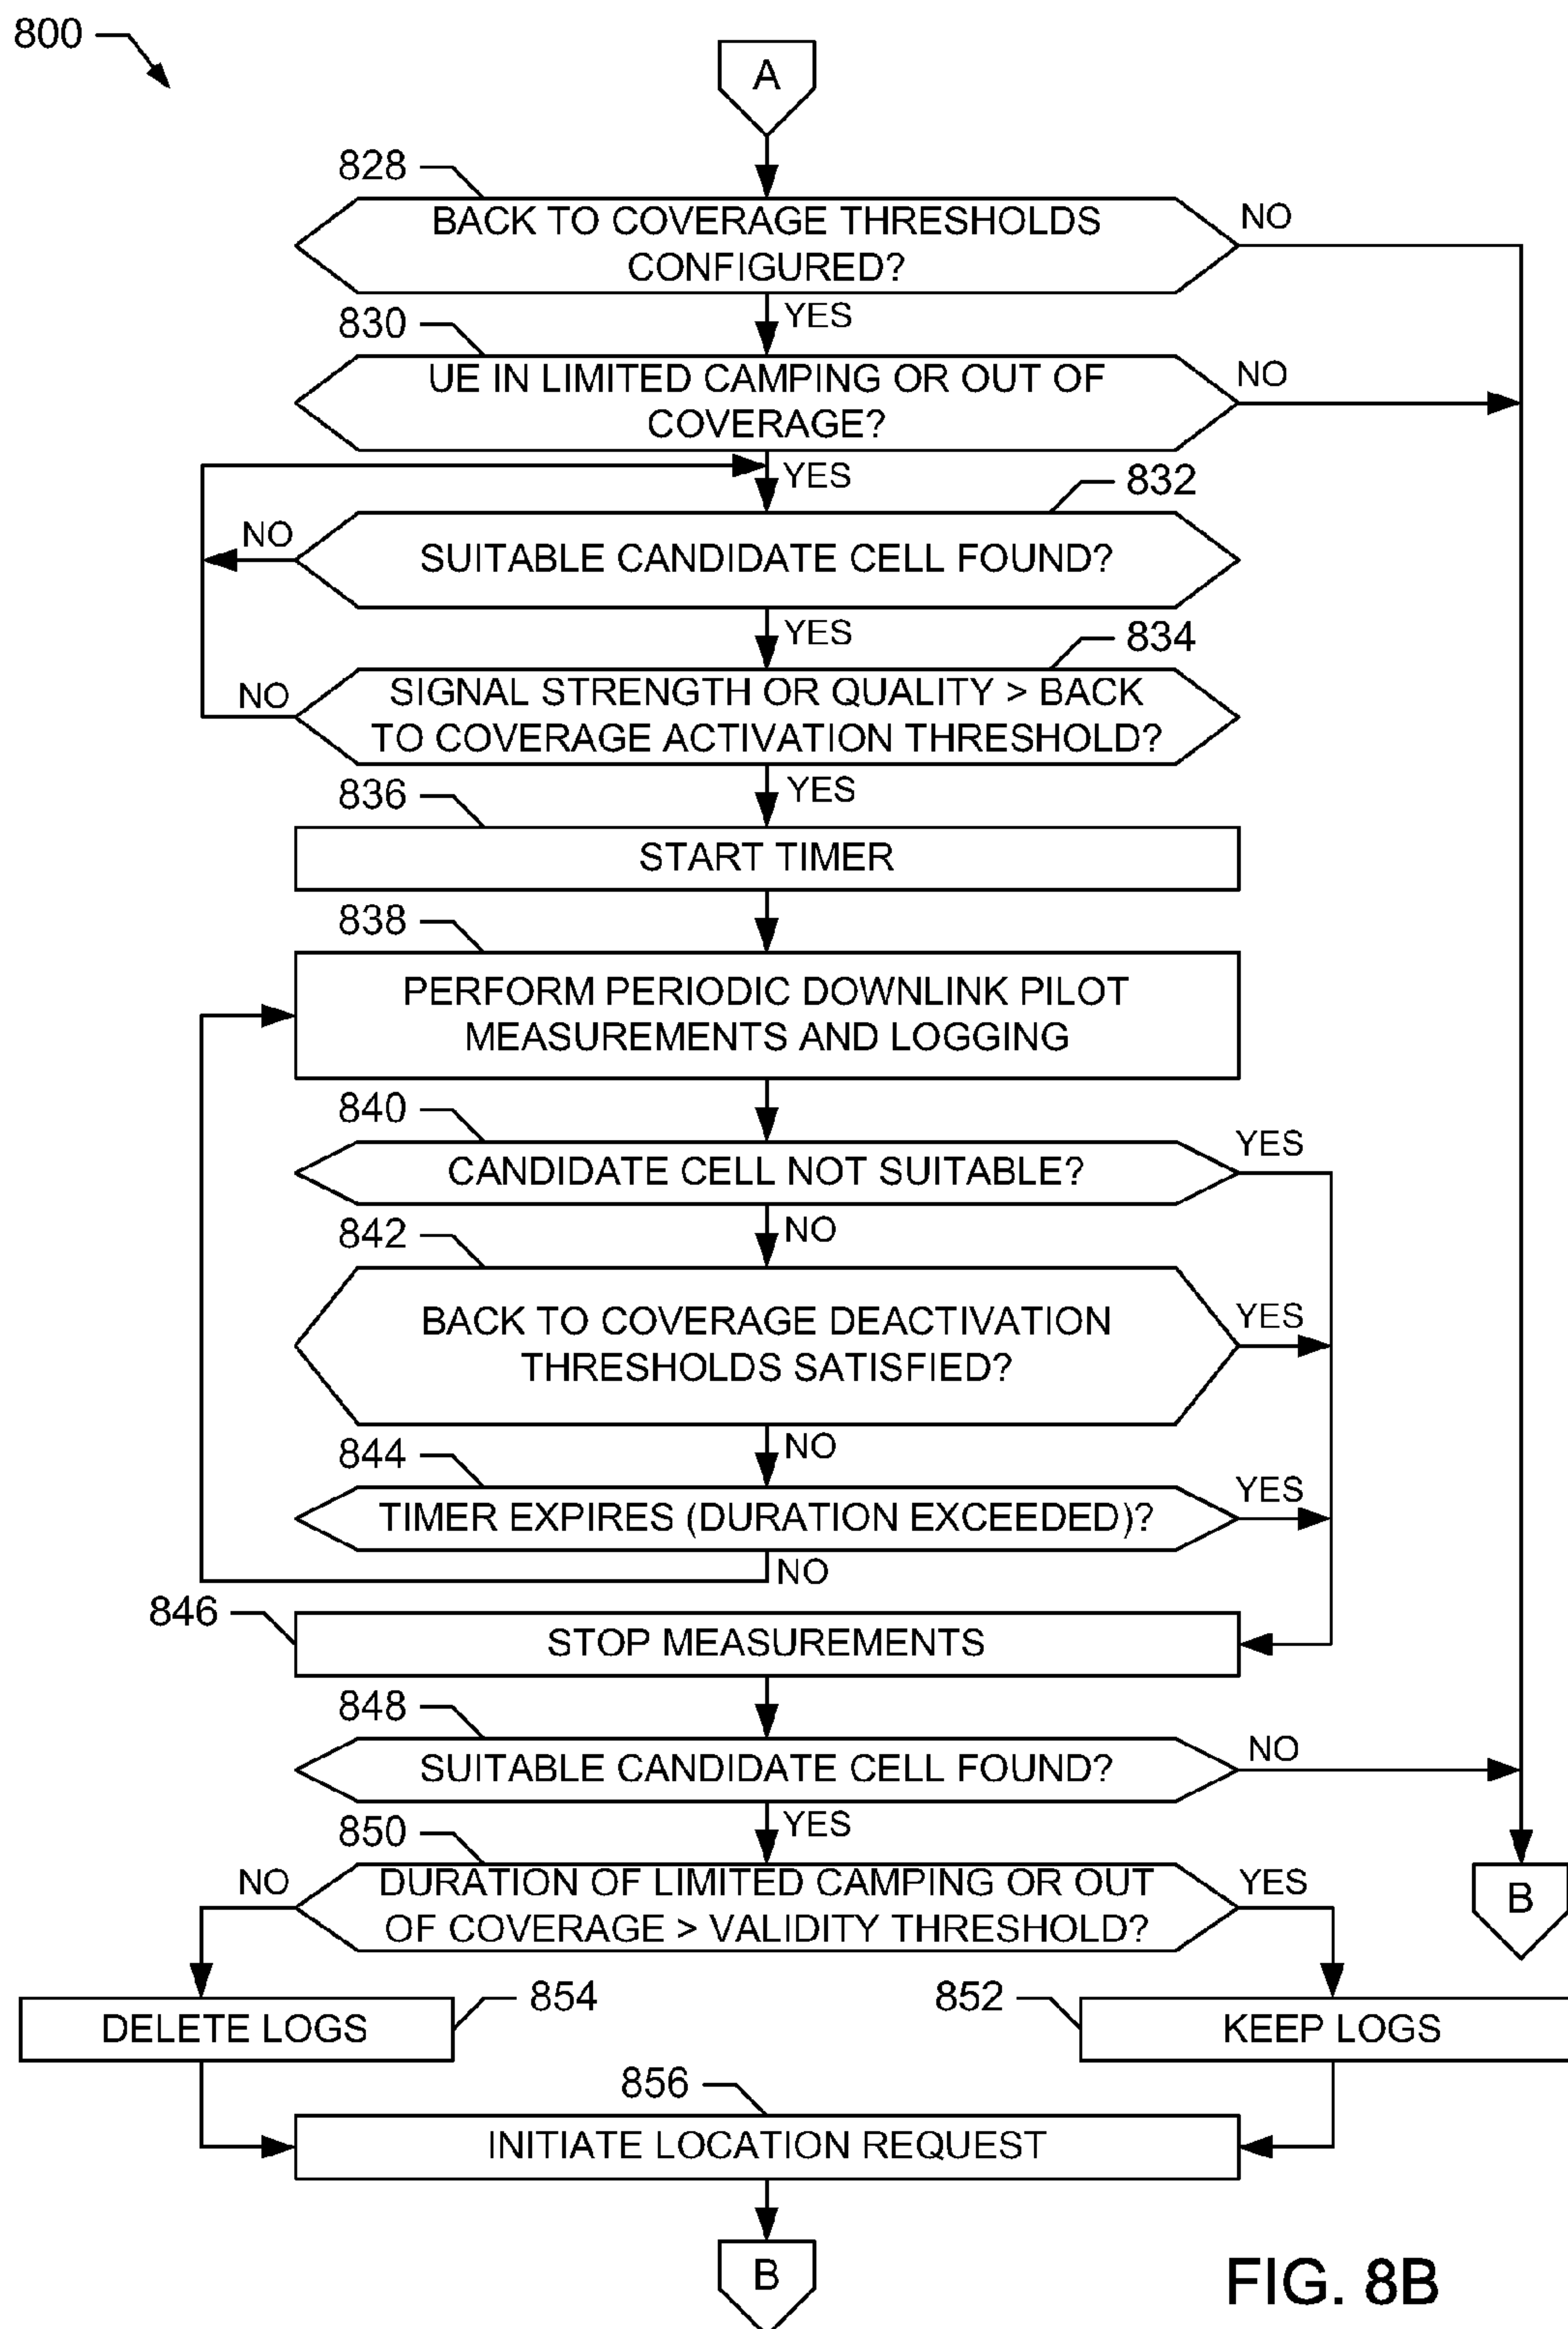 800
A
828
BACK TO COVERAGE THRESHOLDS
CONFIGURED?
NO
YES
830
UE IN LIMITED CAMPING OR OUT OF
COVERAGE?
NO
YES
832
NO
SUITABLE CANDIDATE CELL FOUND?
YES
834
NO
SIGNAL STRENGTH OR QUALITY > BACK
TO COVERAGE ACTIVATION THRESHOLD?
YES
836
START TIMER
838
PERFORM PERIODIC DOWNLINK PILOT
MEASUREMENTS AND LOGGING
840
CANDIDATE CELL NOT SUITABLE?
YES
NO
842
BACK TO COVERAGE DEACTIVATION
THRESHOLDS SATISFIED?
YES
NO
844
TIMER EXPIRES (DURATION EXCEEDED)?
YES
NO
846
STOP MEASUREMENTS
848
SUITABLE CANDIDATE CELL FOUND?
NO
YES
850
NO
DURATION OF LIMITED CAMPING OR OUT
OF COVERAGE > VALIDITY THRESHOLD?
YES
B
854
DELETE LOGS
852
KEEP LOGS
856
INITIATE LOCATION REQUEST
B
FIG. 8B